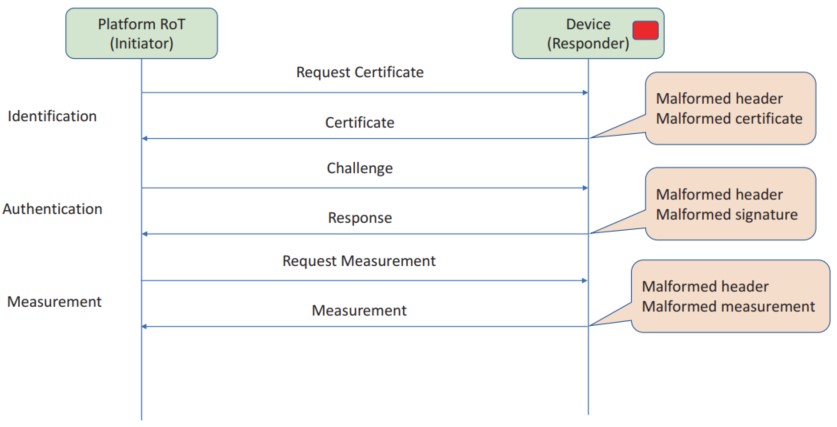 Platform RoT
(Initiator)
Device
(Responder)
Request Certificate
Malformed header
Malformed certificate
Identification
Certificate
Challenge
Malformed header
Malformed signature
Authentication
Response
Request Measurement
Malformed header
Malformed measurement
Measurement
Measurement